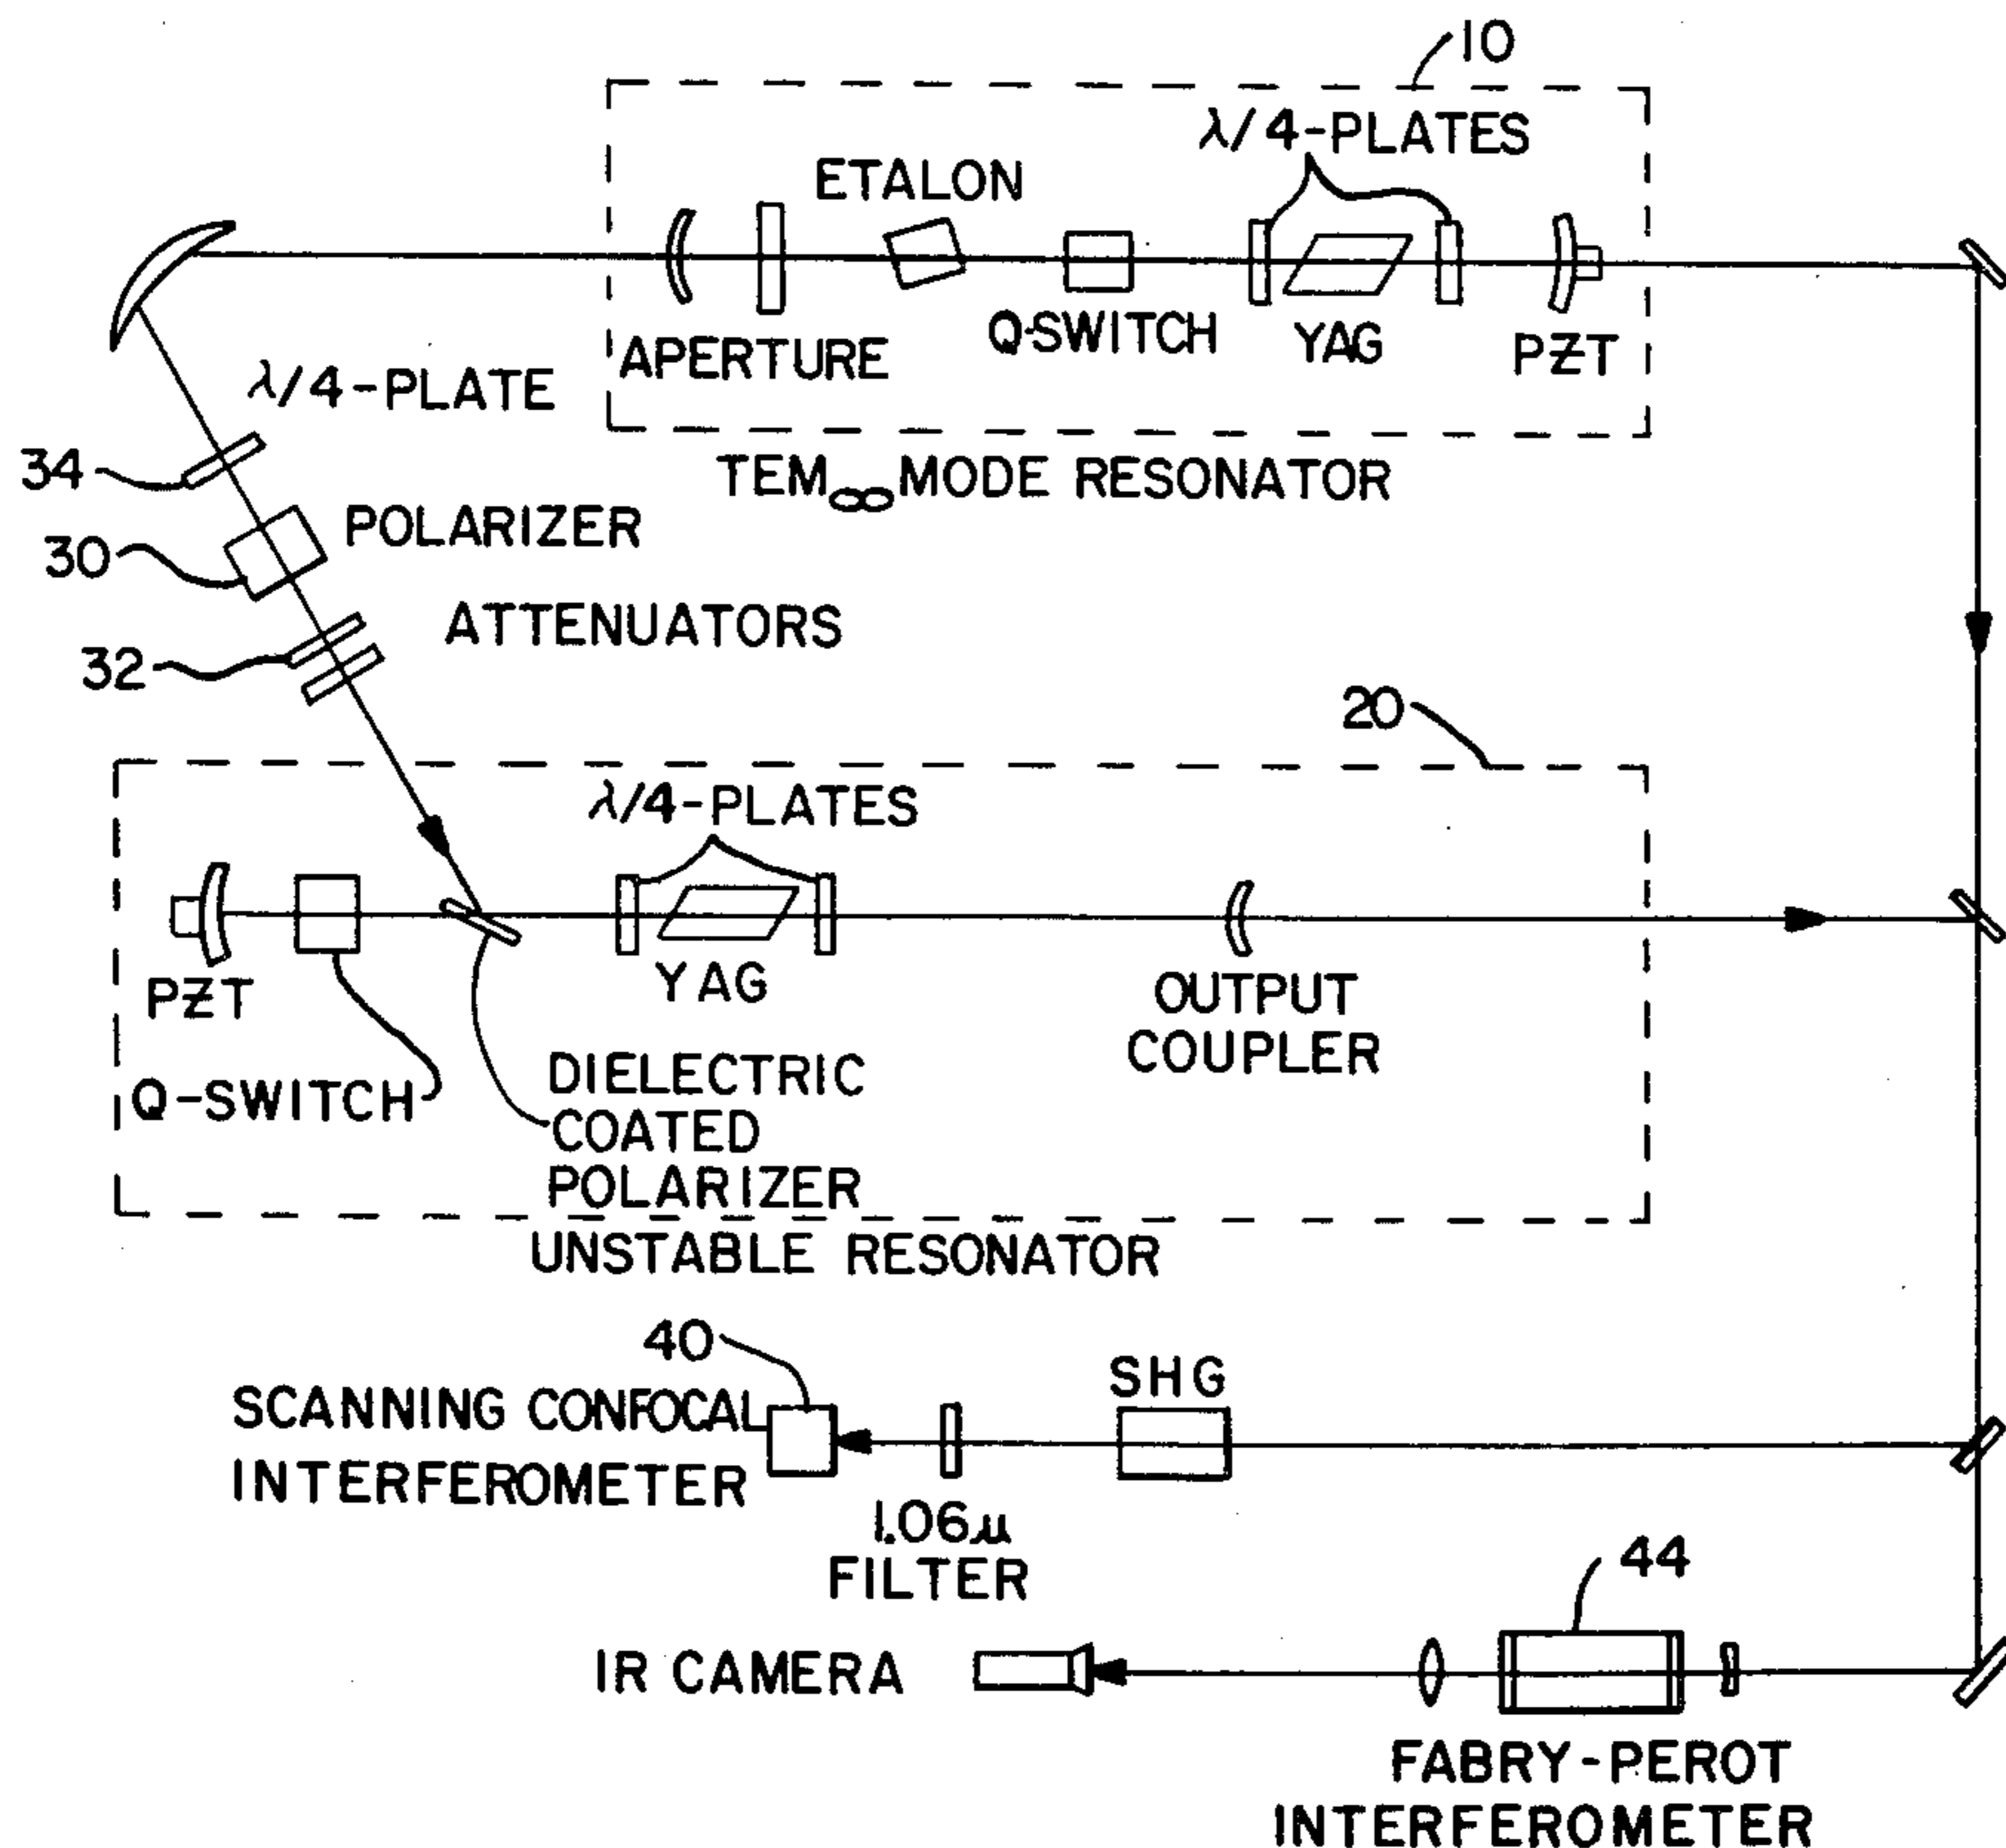 10
λ/4-PLATES
ETALON
APERTURE
Q-SWITCH
YAG
PZT
λ/4-PLATE
34
TEM₀₀ MODE RESONATOR
POLARIZER
30
ATTENUATORS
32
20
λ/4-PLATES
PZT
YAG
OUTPUT
COUPLER
Q-SWITCH
DIELECTRIC
COATED
POLARIZER
UNSTABLE RESONATOR
40
SHG
SCANNING CONFOCAL
INTERFEROMETER
1.06μ
FILTER
44
IR CAMERA
FABRY-PEROT
INTERFEROMETER